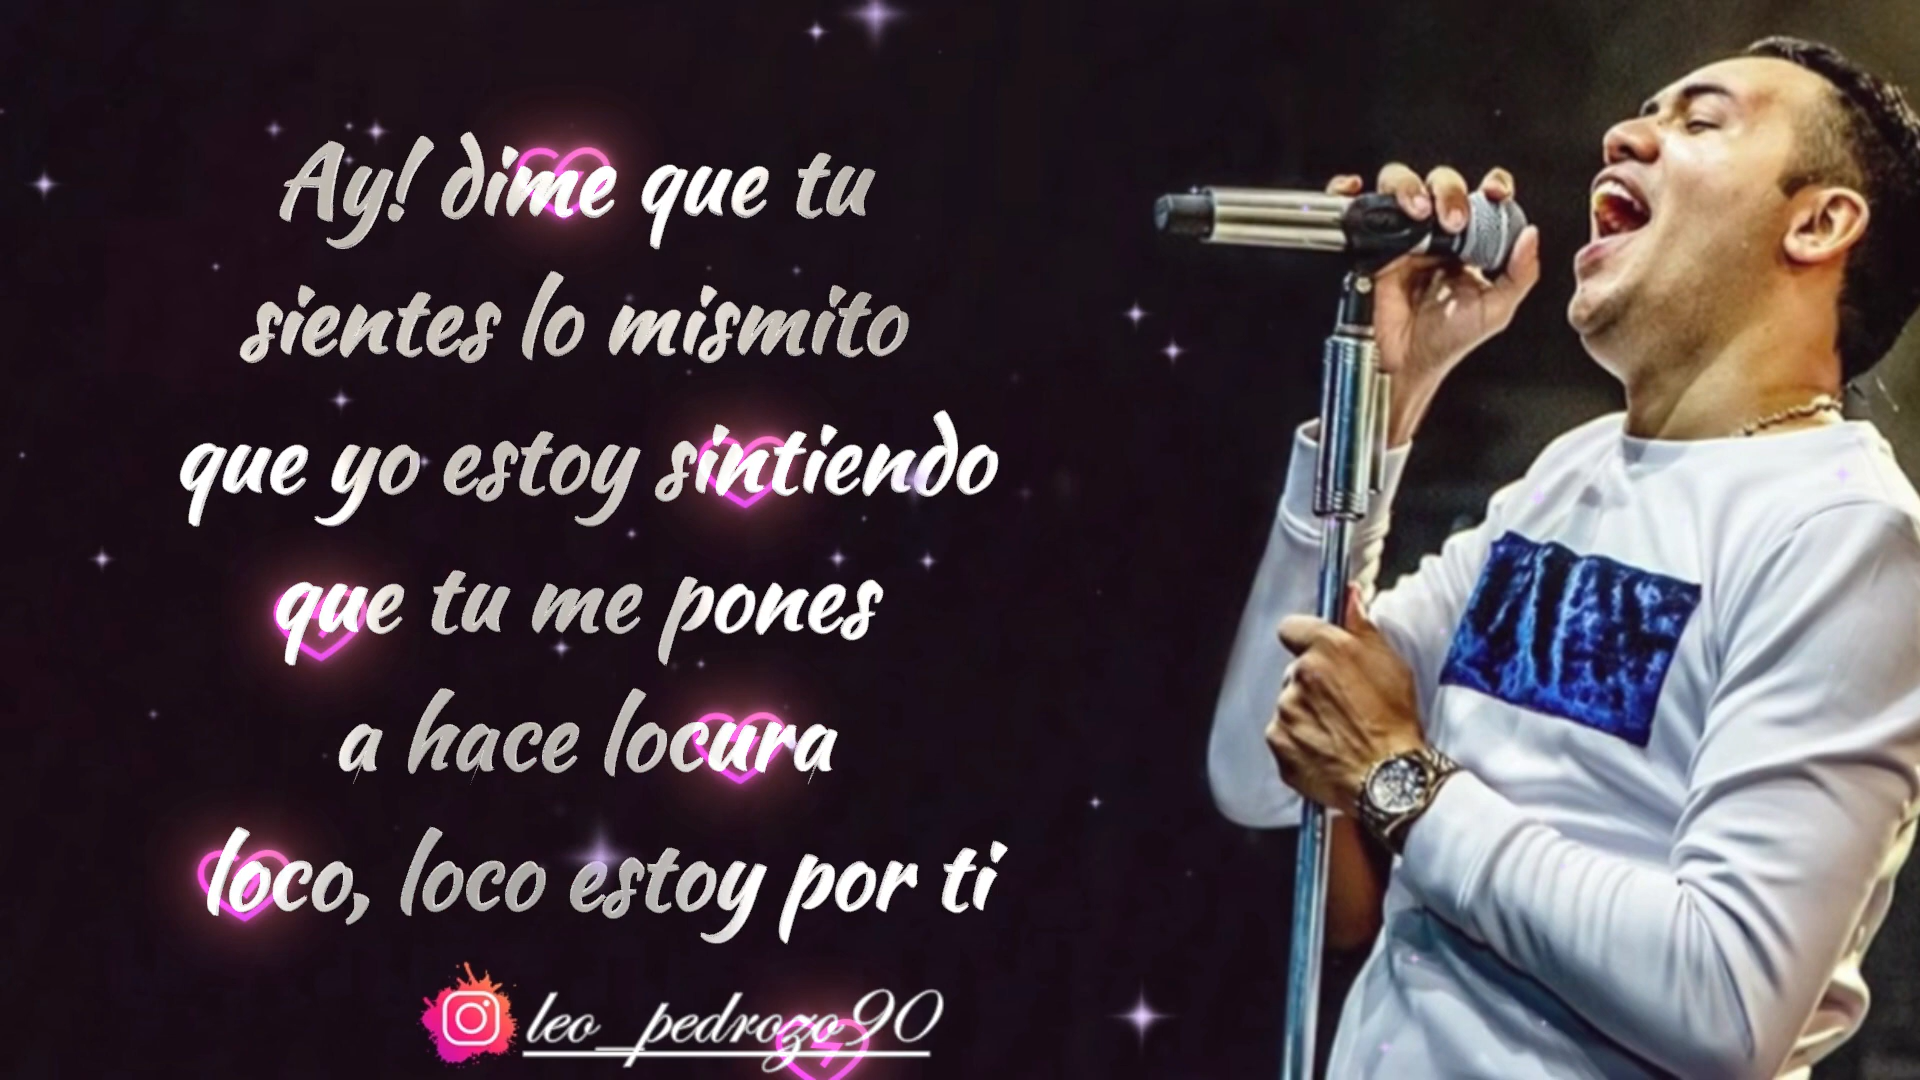 Ay! dime que tu
sientes lo mismito
que yo estoy sintiendo
que tu me pones
a hace locura
loco, loco estoy por ti
leo_pedrozo90